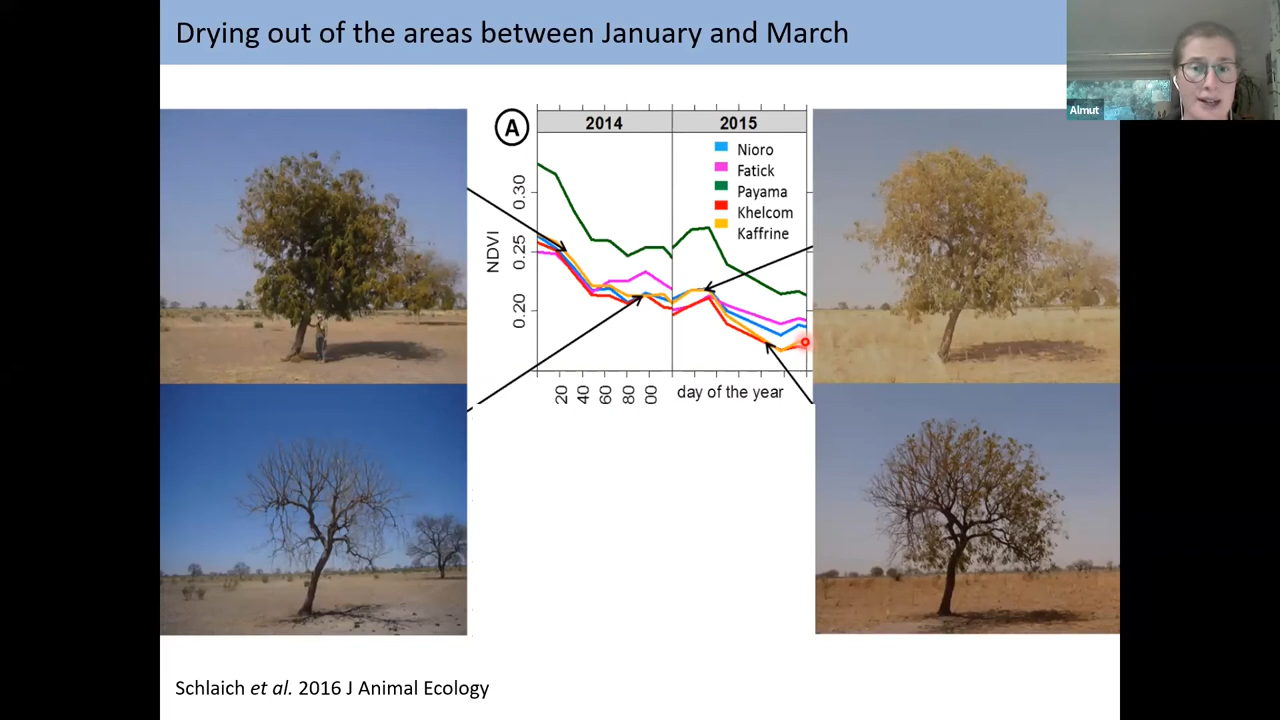 Drying out of the areas between January and March
Almut
A
2014
2015
Nioro
Fatick
Payama
Khelcom
Kaffrine
NDVI
0.30
0.25
0.20
20
40
60
80
00
day of the year
Schlaich et al. 2016 J Animal Ecology